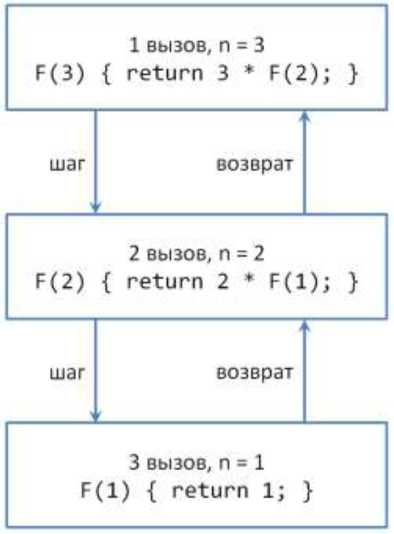 1 вызов, n = 3
F(3) { return 3 * F(2); }
шаг
возврат
2 вызов, n = 2
F(2) { return 2 * F(1); }
шаг
возврат
3 вызов, n = 1
F(1) { return 1; }